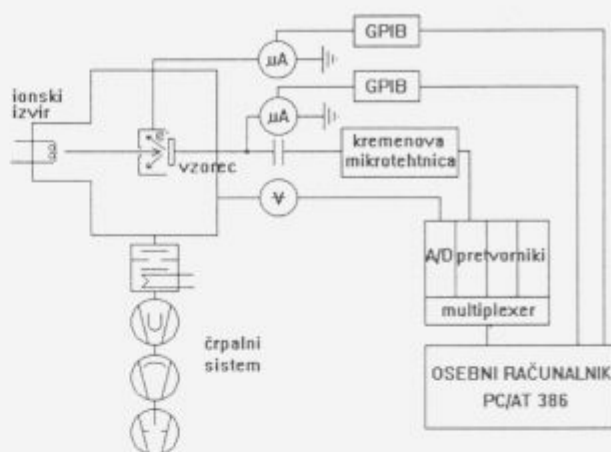 GPIB
µA
ionski
izvir
GPIB
µA
vzorec
kremenova
mikrotehtnica
V
A/D pretvorniki
multiplexer
črpalni
sistem
OSEBNI RAČUNALNIK
PC/AT 386